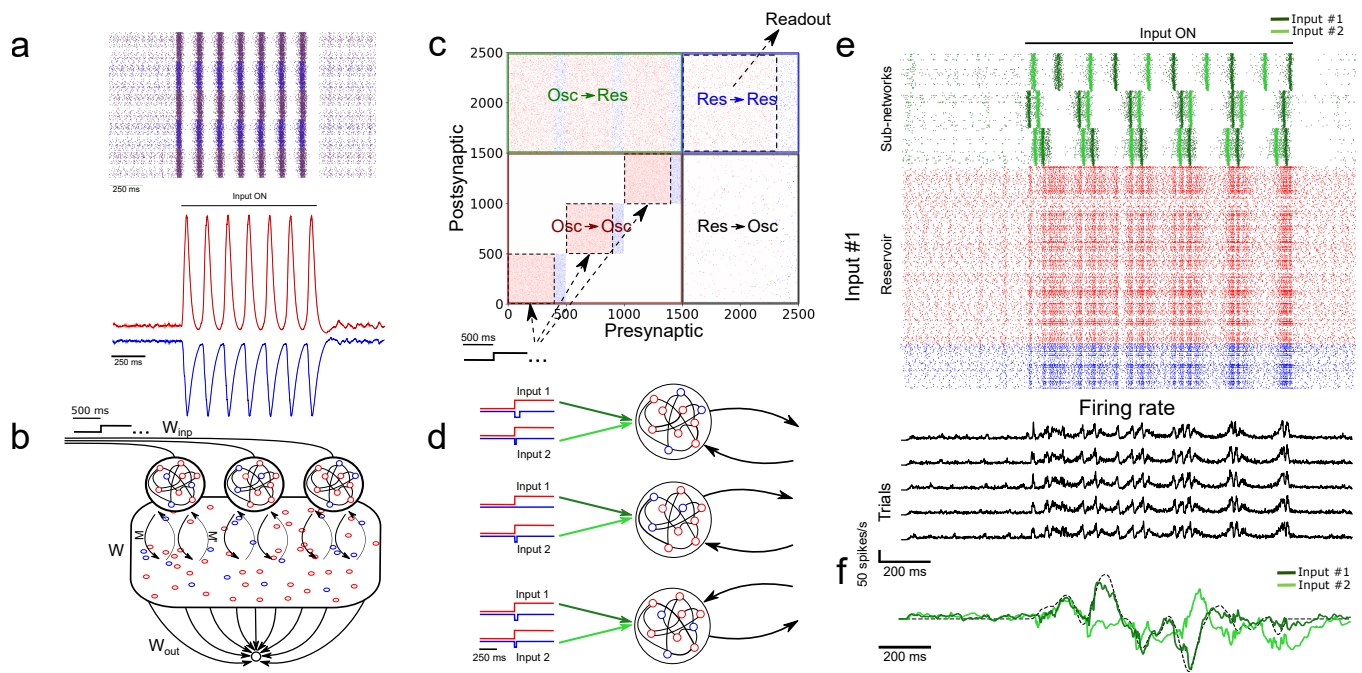 a
250 ms
Input ON
250 ms
b
500 ms
...
W_inp
W
M
M
W_out
c
Readout
2500
2000
1500
1000
500
0
Postsynaptic
Osc → Res
Res → Res
Osc → Osc
Res → Osc
0
500
1000
1500
2000
2500
Presynaptic
500 ms
...
d
Input 1
Input 2
Input 1
Input 2
Input 1
Input 2
250 ms
e
Input #1
Input #2
Input ON
Sub-networks
Input #1
Reservoir
Firing rate
Trials
50 spikes/s
200 ms
f
Input #1
Input #2
200 ms